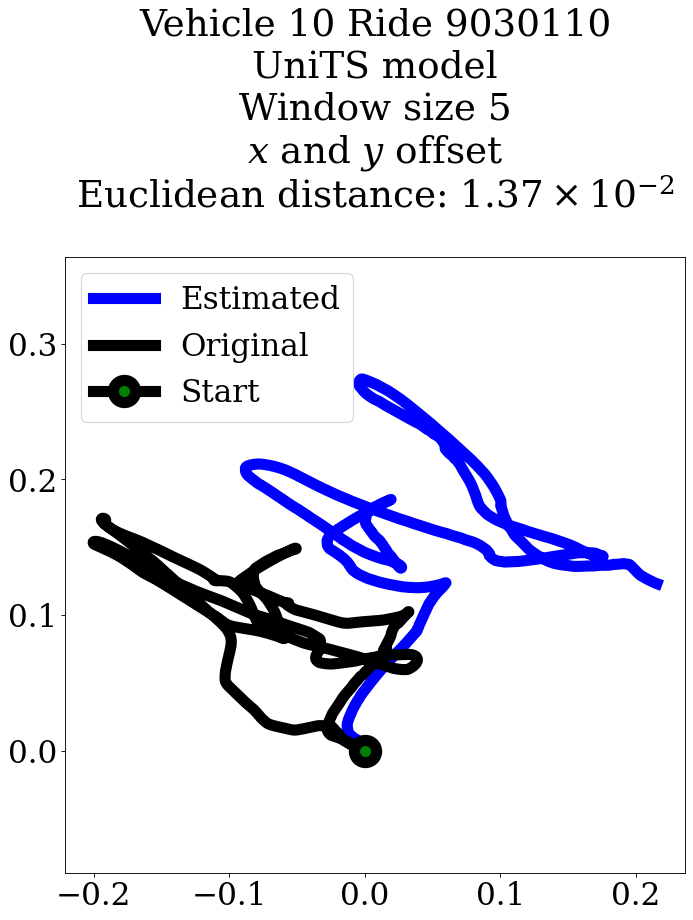 Vehicle 10 Ride 9030110
UniTS model
Window size 5
x and y offset
Euclidean distance: 1.37 × 10⁻²
Estimated
Original
Start
0.3
0.2
0.1
0.0
−0.2 −0.1 0.0 0.1 0.2